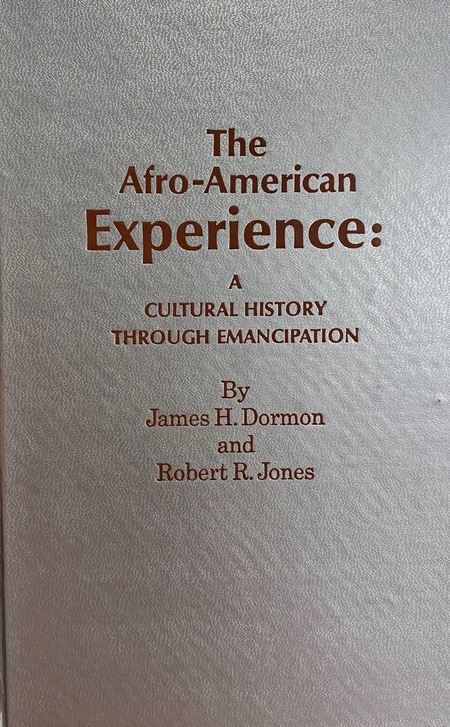 The
Afro-American
Experience:
A
CULTURAL HISTORY
THROUGH EMANCIPATION
By
James H. Dormon
and
Robert R. Jones